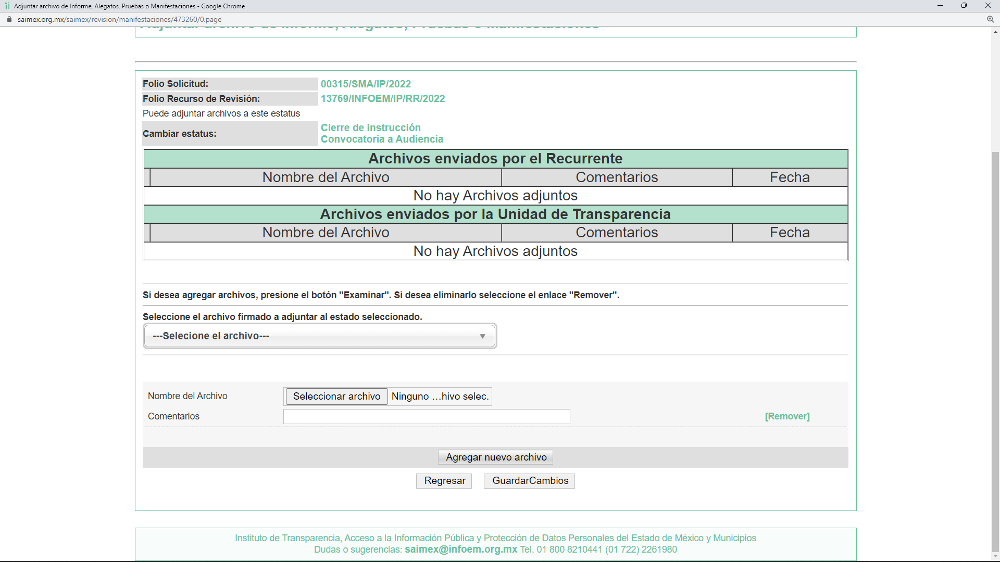 Adjuntar archivo de Informe, Alegatos, Pruebas o Manifestaciones - Google Chrome
saimex.org.mx/saimex/revision/manifestaciones/473260/0.page
Adjuntar archivo de Informe, Alegatos, Pruebas o Manifestaciones
Folio Solicitud: 00315/SMA/IP/2022
Folio Recurso de Revisión: 13769/INFOEM/IP/RR/2022
Puede adjuntar archivos a este estatus
Cambiar estatus: Cierre de instrucción
Convocatoria a Audiencia
Archivos enviados por el Recurrente
Nombre del Archivo Comentarios Fecha
No hay Archivos adjuntos
Archivos enviados por la Unidad de Transparencia
Nombre del Archivo Comentarios Fecha
No hay Archivos adjuntos
Si desea agregar archivos, presione el botón "Examinar". Si desea eliminarlo seleccione el enlace "Remover".
Seleccione el archivo firmado a adjuntar al estado seleccionado.
---Selecione el archivo---
Nombre del Archivo Seleccionar archivo Ninguno ...hivo selec.
Comentarios [Remover]
Agregar nuevo archivo
Regresar GuardarCambios
Instituto de Transparencia, Acceso a la Información Pública y Protección de Datos Personales del Estado de México y Municipios
Dudas o sugerencias: saimex@infoem.org.mx Tel. 01 800 8210441 (01 722) 2261980